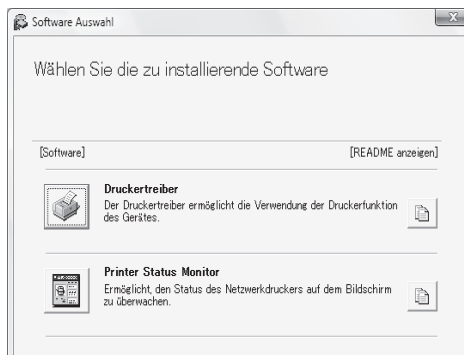 Software Auswahl
Wählen Sie die zu installierende Software
[Software] [README anzeigen]
Druckertreiber
Der Druckertreiber ermöglicht die Verwendung der Druckerfunktion
des Gerätes.
Printer Status Monitor
Ermöglicht, den Status des Netzwerkdruckers auf dem Bildschirm
zu überwachen.